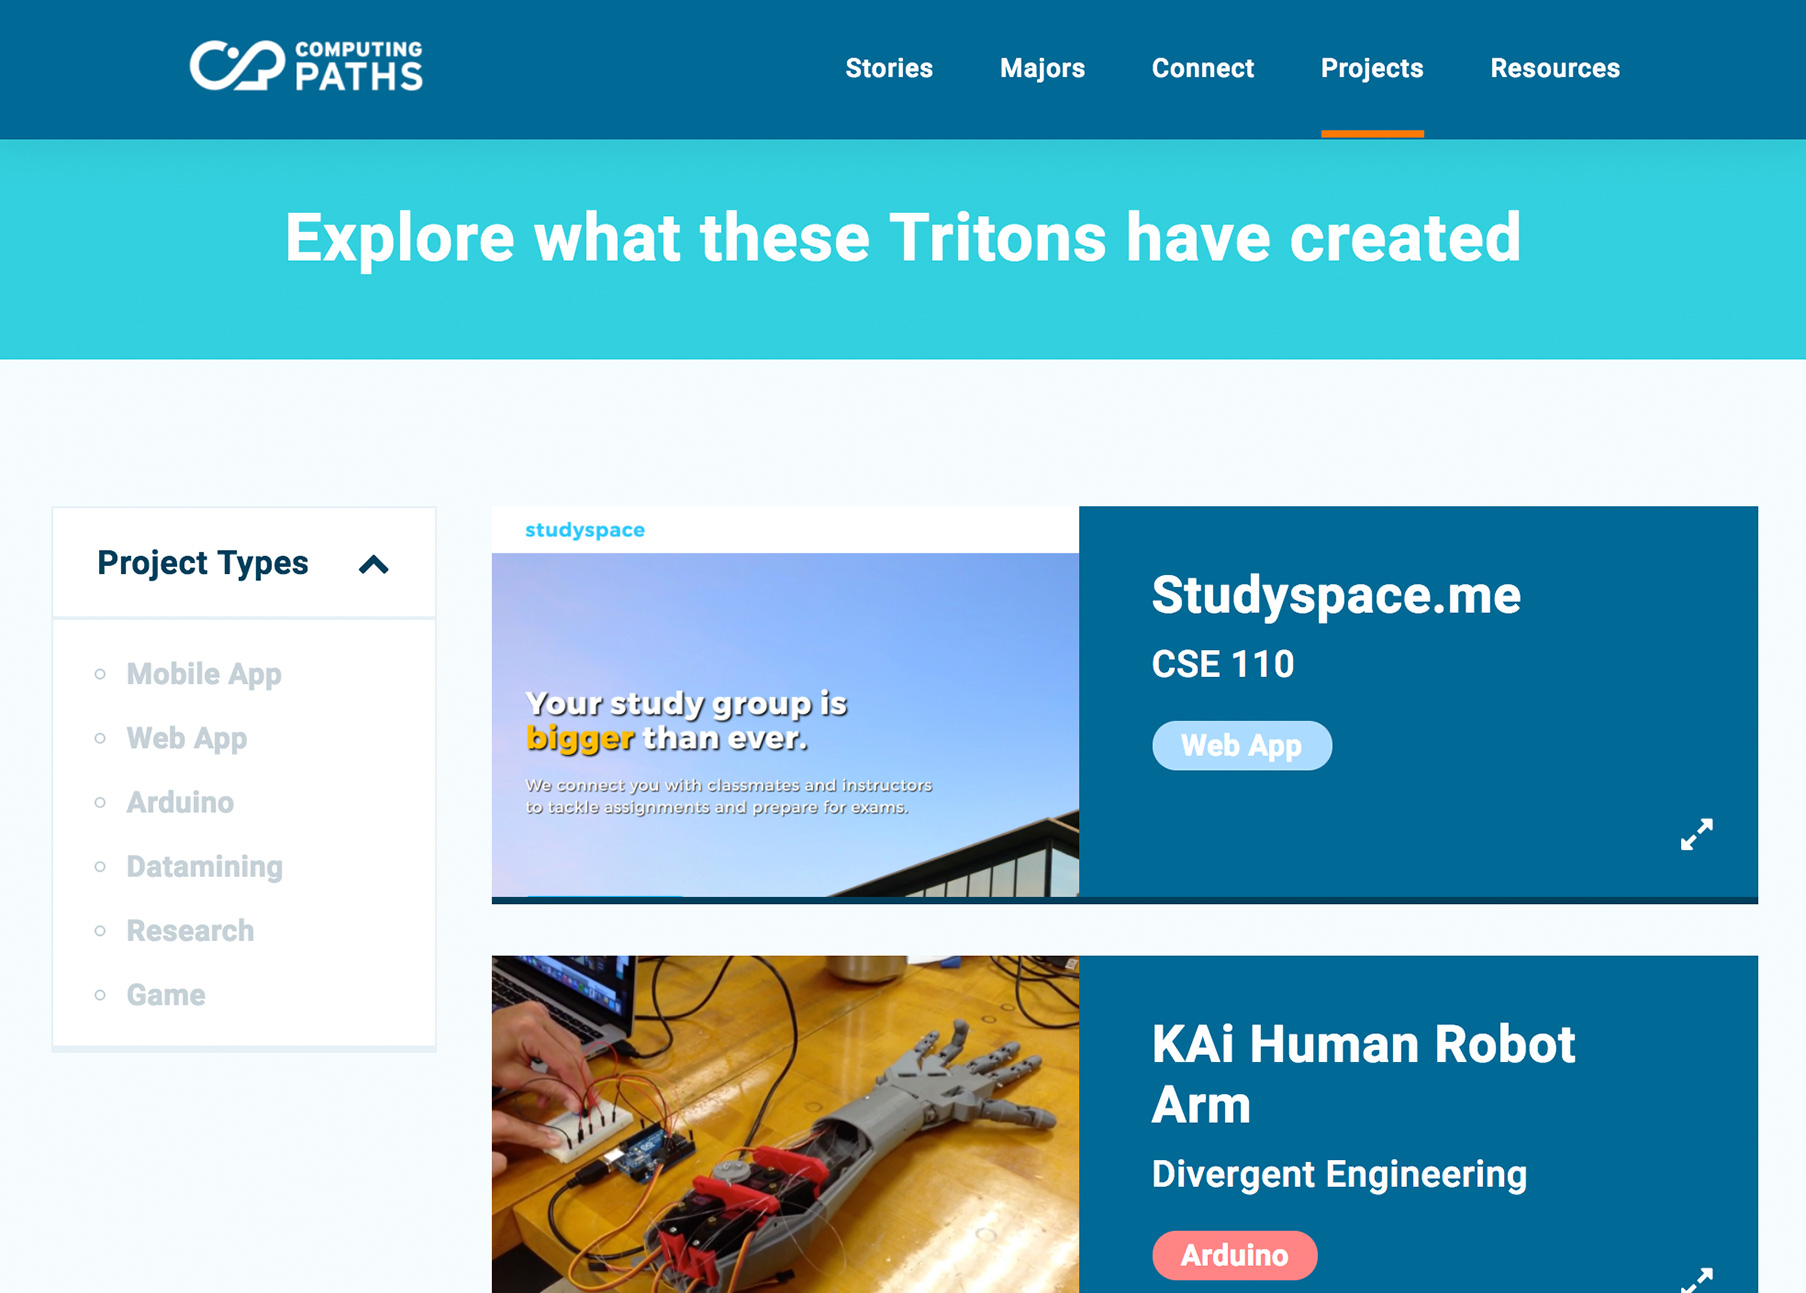 COMPUTING
PATHS
Stories
Majors
Connect
Projects
Resources
Explore what these Tritons have created
Project Types
Mobile App
Web App
Arduino
Datamining
Research
Game
studyspace
Your study group is
bigger than ever.
We connect you with classmates and instructors
to tackle assignments and prepare for exams.
Studyspace.me
CSE 110
Web App
KAi Human Robot
Arm
Divergent Engineering
Arduino